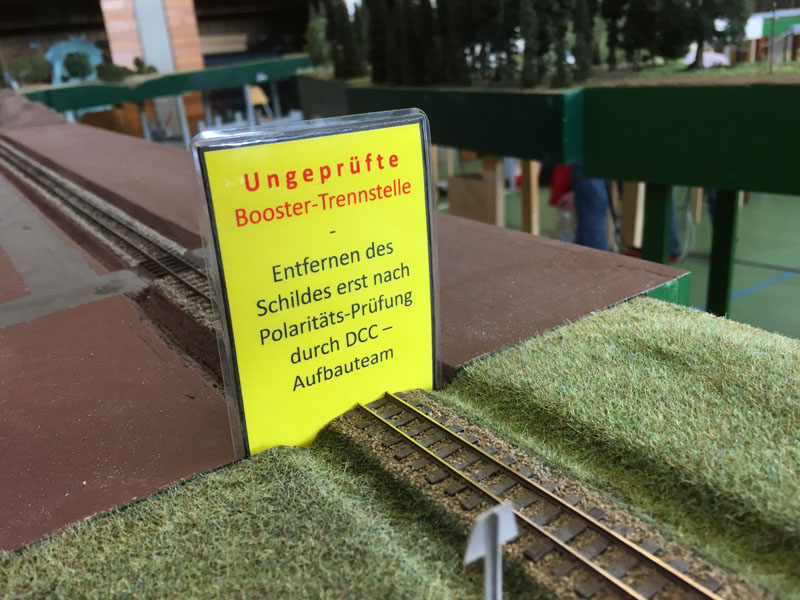 Ungeprüfte
Booster-Trennstelle
-
Entfernen des
Schildes erst nach
Polaritäts-Prüfung
durch DCC –
Aufbauteam